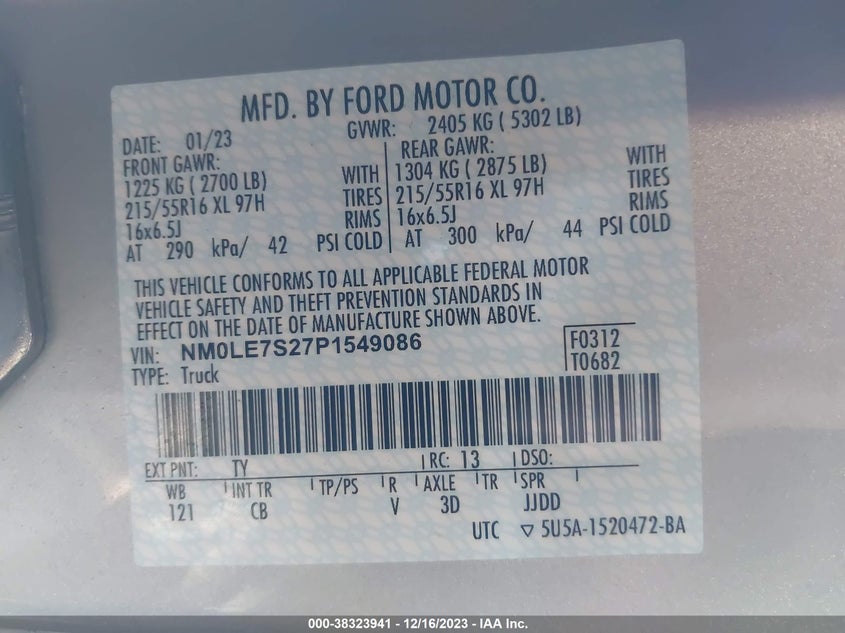 MFD. BY FORD MOTOR CO.
DATE: 01/23 GVWR: 2405 KG ( 5302 LB)
FRONT GAWR: REAR GAWR:
1225 KG ( 2700 LB) WITH 1304 KG ( 2875 LB) WITH
215/55R16 XL 97H TIRES 215/55R16 XL 97H TIRES
16x6.5J RIMS 16x6.5J RIMS
AT 290 kPa/ 42 PSI COLD AT 300 kPa/ 44 PSI COLD
THIS VEHICLE CONFORMS TO ALL APPLICABLE FEDERAL MOTOR
VEHICLE SAFETY AND THEFT PREVENTION STANDARDS IN
EFFECT ON THE DATE OF MANUFACTURE SHOWN ABOVE.
VIN: NM0LE7S27P1549086 F0312
TYPE: Truck T0682
EXT PNT: TY RC: 13 DSO:
WB INT TR TP/PS R AXLE TR SPR
121 CB V 3D JJDD
UTC ▽ 5U5A-1520472-BA
000-38323941 - 12/16/2023 - IAA Inc.